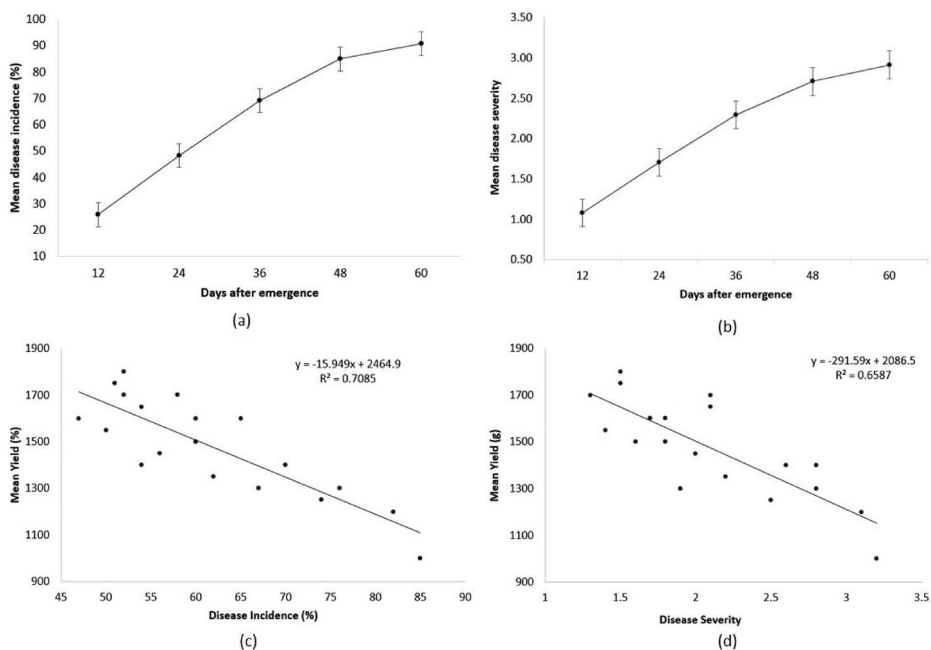 Mean disease incidence (%)
100
90
80
70
60
50
40
30
20
10
12 24 36 48 60
Days after emergence
(a)
Mean disease severity
3.50
3.00
2.50
2.00
1.50
1.00
0.50
12 24 36 48 60
Days after emergence
(b)
Mean Yield (%)
1900
1700
1500
1300
1100
900
y = -15.949x + 2464.9
R² = 0.7085
45 50 55 60 65 70 75 80 85 90
Disease Incidence (%)
(c)
Mean Yield (g)
1900
1700
1500
1300
1100
900
y = -291.59x + 2086.5
R² = 0.6587
1 1.5 2 2.5 3 3.5
Disease Severity
(d)